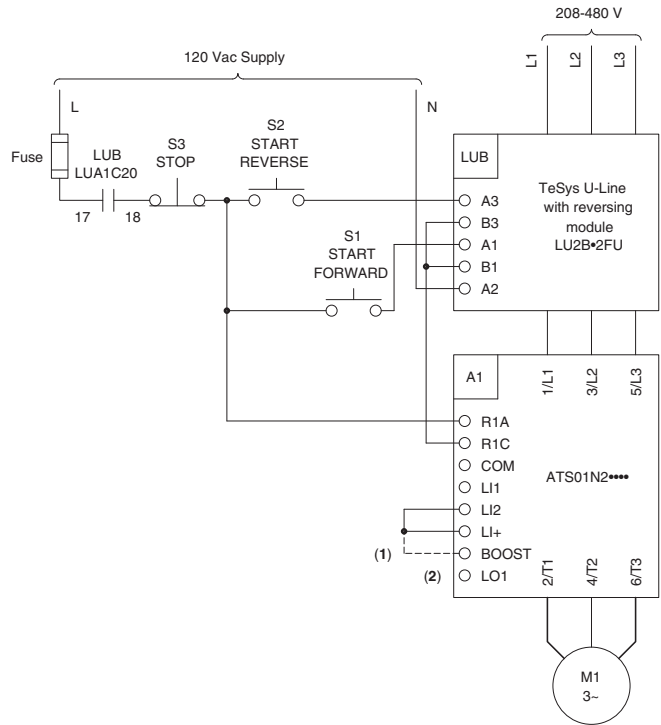 208-480 V
120 Vac Supply
L1
L2
L3
L
N
Fuse
LUB
LUA1C20
17
18
S3
STOP
S2
START
REVERSE
S1
START
FORWARD
LUB
A3
B3
A1
B1
A2
TeSys U-Line
with reversing
module
LU2B•2FU
A1
1/L1
3/L2
5/L3
R1A
R1C
COM
LI1
LI2
LI+
BOOST
LO1
(1)
(2)
ATS01N2••••
2/T1
4/T2
6/T3
M1
3~